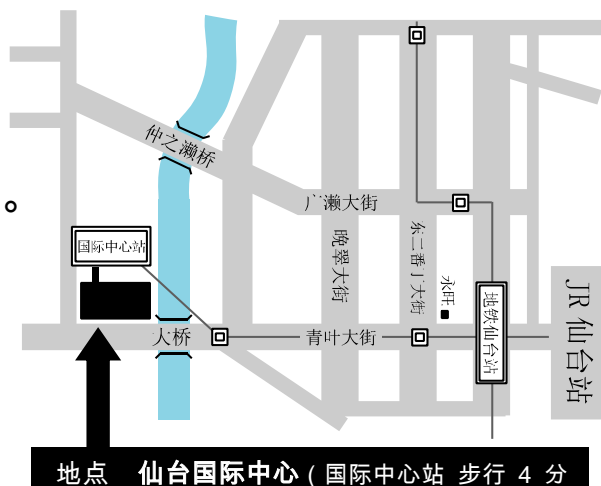 仲之濑桥
广濑大街
国际中心站
晚翠大街
东二番丁大街
永旺
地铁仙台站
JR 仙台站
大桥
青叶大街
地点 仙台国际中心 ( 国际中心站 步行 4 分